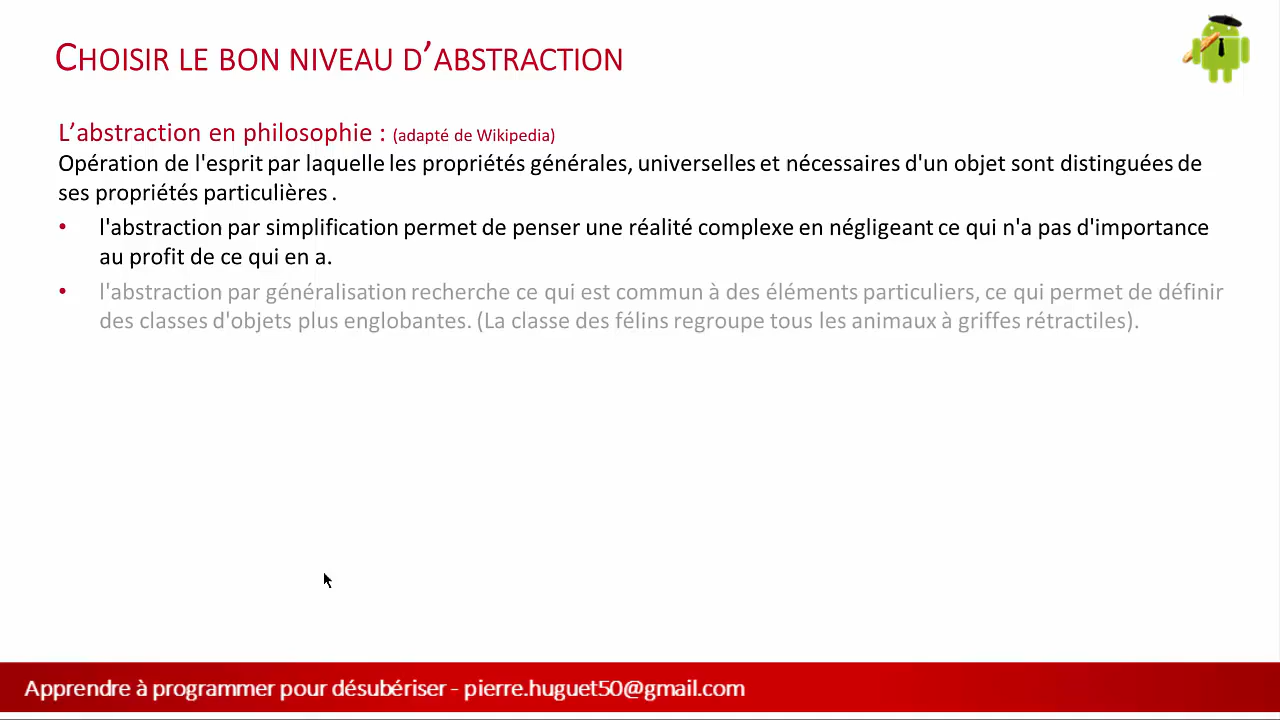 CHOISIR LE BON NIVEAU D’ABSTRACTION
L’abstraction en philosophie : (adapté de Wikipedia)
Opération de l'esprit par laquelle les propriétés générales, universelles et nécessaires d'un objet sont distinguées de
ses propriétés particulières .
• l'abstraction par simplification permet de penser une réalité complexe en négligeant ce qui n'a pas d'importance
au profit de ce qui en a.
• l'abstraction par généralisation recherche ce qui est commun à des éléments particuliers, ce qui permet de définir
des classes d'objets plus englobantes. (La classe des félins regroupe tous les animaux à griffes rétractiles).
Apprendre à programmer pour désubériser - pierre.huguet50@gmail.com